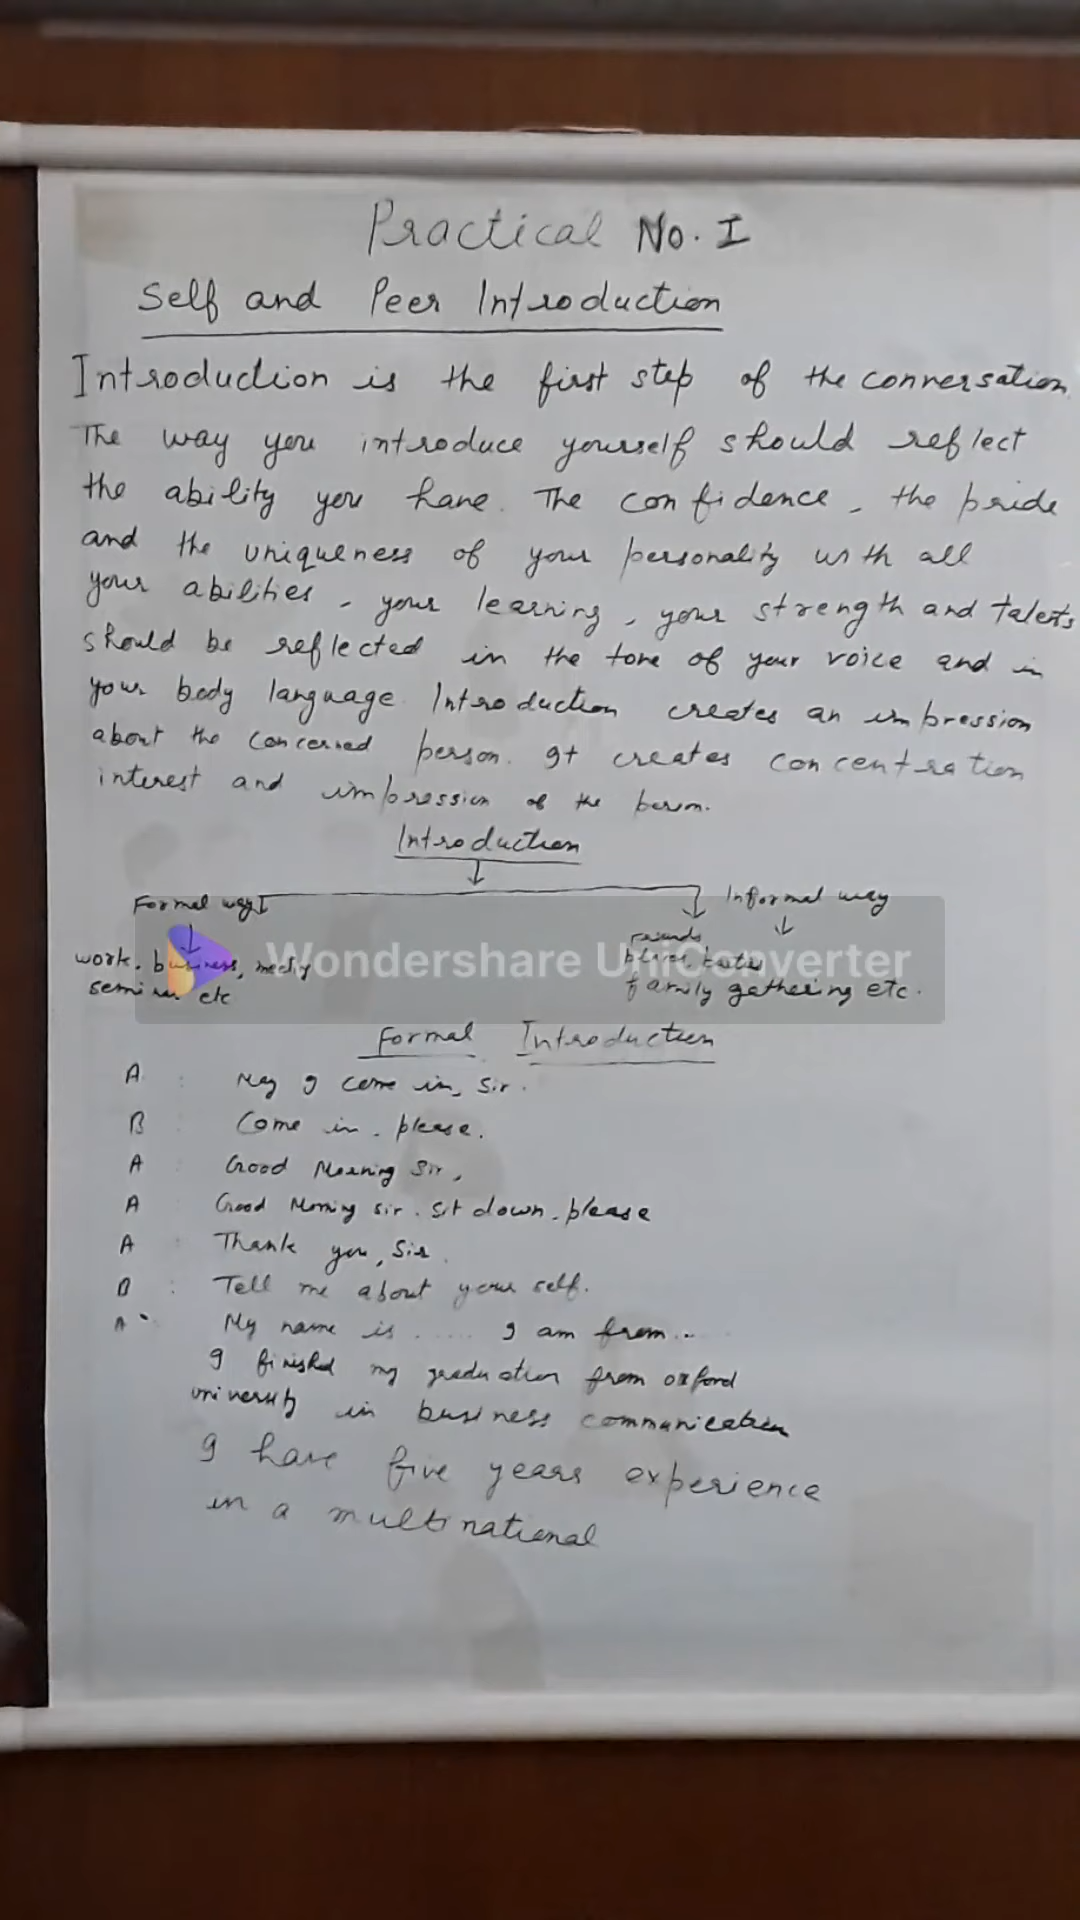 Practical No. I
Self and Peer Introduction
Introduction is the first step of the conversation.
The way you introduce yourself should reflect
the ability you have. The confidence, the pride
and the uniqueness of your personality with all
your abilities, your learning, your strength and talents
should be reflected in the tone of your voice and in
your body language. Introduction creates an impression
about the concerned person. It creates concentration
interest and impression of the person.
Introduction
Formal way
Informal way
work, business, meeting
seminar etc
family gathering etc.
Wondershare UniConverter
Formal Introduction
A : May I come in, Sir.
B : Come in, please.
A : Good Morning Sir,
A : Good Morning sir. Sit down, please
A : Thank you, Sir.
B : Tell me about your self.
A : My name is ...... I am from...
I finished my graduation from oxford
university in business communication
I have five years experience
in a multinational